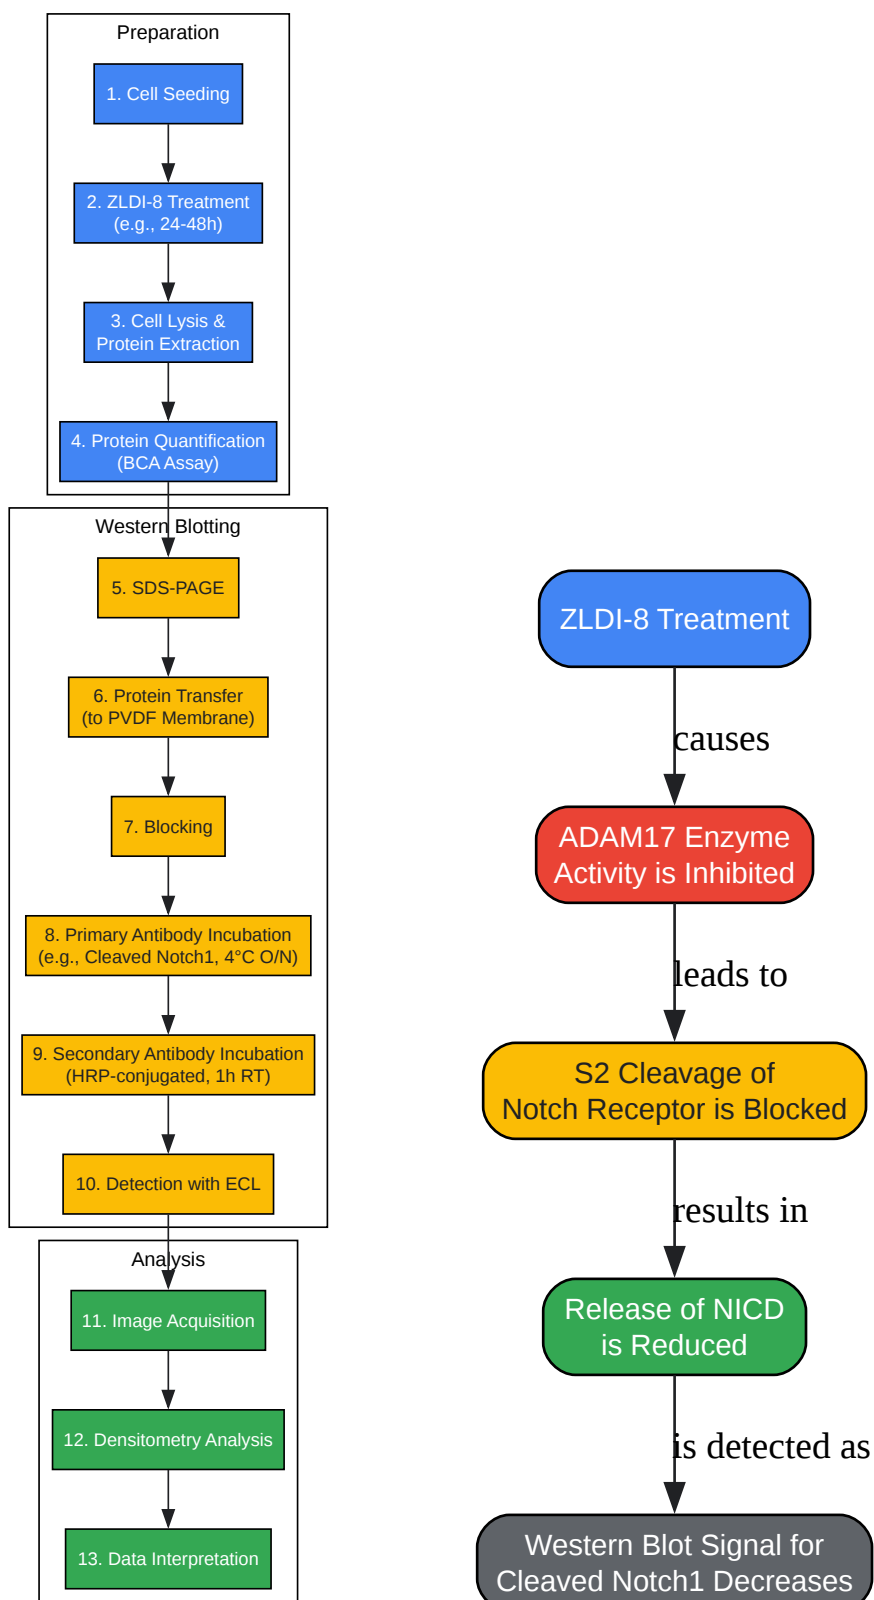 Preparation
1. Cell Seeding
2. ZLDI-8 Treatment
(e.g., 24-48h)
3. Cell Lysis &
Protein Extraction
4. Protein Quantification
(BCA Assay)
Western Blotting
5. SDS-PAGE
6. Protein Transfer
(to PVDF Membrane)
7. Blocking
8. Primary Antibody Incubation
(e.g., Cleaved Notch1, 4°C O/N)
9. Secondary Antibody Incubation
(HRP-conjugated, 1h RT)
10. Detection with ECL
Analysis
11. Image Acquisition
12. Densitometry Analysis
13. Data Interpretation
ZLDI-8 Treatment
causes
ADAM17 Enzyme
Activity is Inhibited
leads to
S2 Cleavage of
Notch Receptor is Blocked
results in
Release of NICD
is Reduced
is detected as
Western Blot Signal for
Cleaved Notch1 Decreases